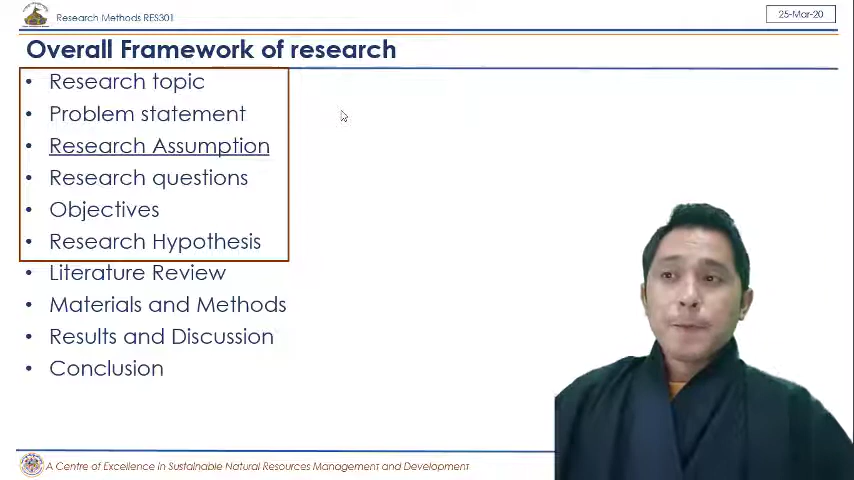 Research Methods RES301
25-Mar-20
Overall Framework of research
• Research topic
• Problem statement
• Research Assumption
• Research questions
• Objectives
• Research Hypothesis
• Literature Review
• Materials and Methods
• Results and Discussion
• Conclusion
A Centre of Excellence in Sustainable Natural Resources Management and Development